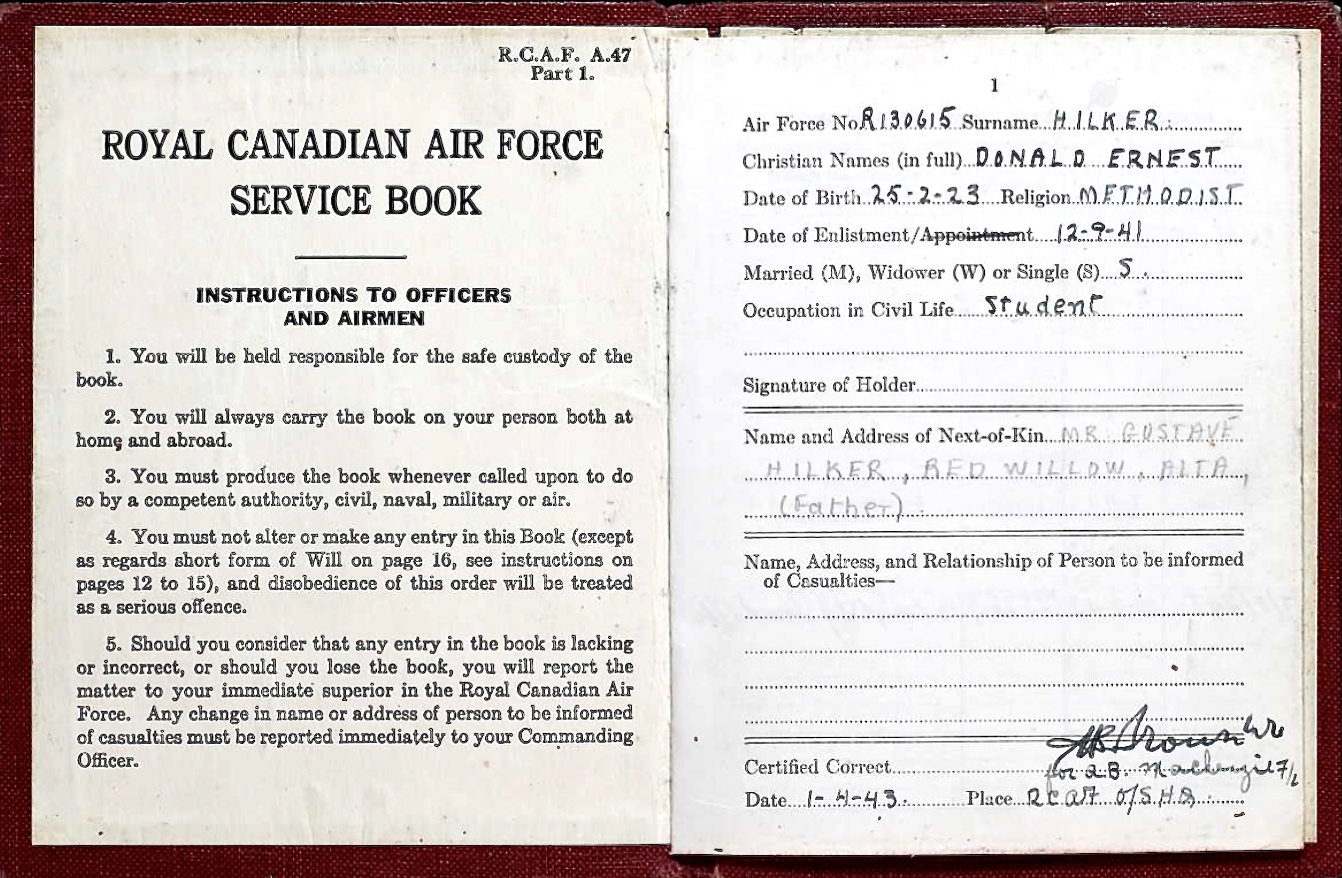 R.C.A.F. A.47
Part 1.
ROYAL CANADIAN AIR FORCE
SERVICE BOOK
INSTRUCTIONS TO OFFICERS
AND AIRMEN
1. You will be held responsible for the safe custody of the
book.
2. You will always carry the book on your person both at
home and abroad.
3. You must produce the book whenever called upon to do
so by a competent authority, civil, naval, military or air.
4. You must not alter or make any entry in this Book (except
as regards short form of Will on page 16, see instructions on
pages 12 to 15), and disobedience of this order will be treated
as a serious offence.
5. Should you consider that any entry in the book is lacking
or incorrect, or should you lose the book, you will report the
matter to your immediate superior in the Royal Canadian Air
Force. Any change in name or address of person to be informed
of casualties must be reported immediately to your Commanding
Officer.
1
Air Force No. R130615 Surname HILKER
Christian Names (in full) DONALD ERNEST
Date of Birth 25-2-23 Religion METHODIST
Date of Enlistment/Appointment 12-9-41
Married (M), Widower (W) or Single (S) S
Occupation in Civil Life Student
Signature of Holder
Name and Address of Next-of-Kin MR. GUSTAVE
HILKER, RED WILLOW, ALTA,
(Father)
Name, Address, and Relationship of Person to be informed
of Casualties—
Certified Correct
for A.B. Mackenzie F/L
Date 1-4-43. Place RCAF O/S.HQ.